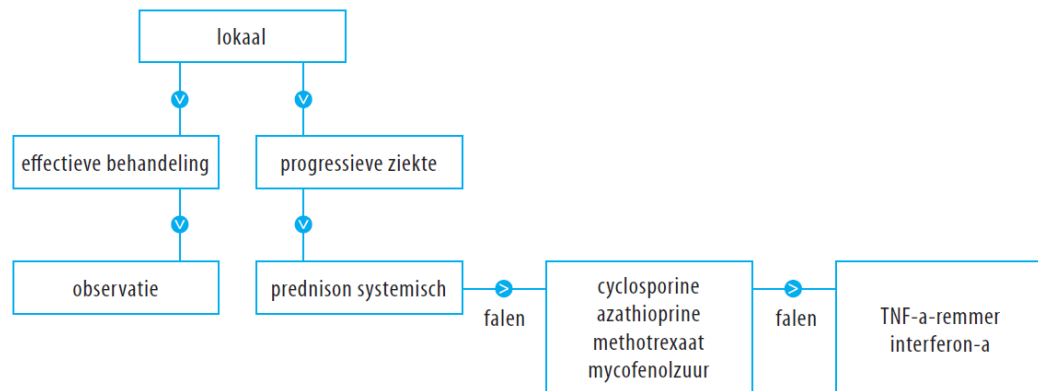 lokaal
effectieve behandeling
progressieve ziekte
observatie
prednison systemisch
falen
cyclosporine
azathioprine
methotrexaat
mycofenolzuur
falen
TNF-a-remmer
interferon-a